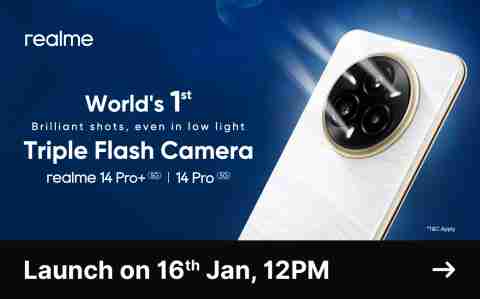 realme
World's 1st
Brilliant shots, even in low light
Triple Flash Camera
realme 14 Pro+ 5G | 14 Pro 5G
*T&C Apply
Launch on 16th Jan, 12PM